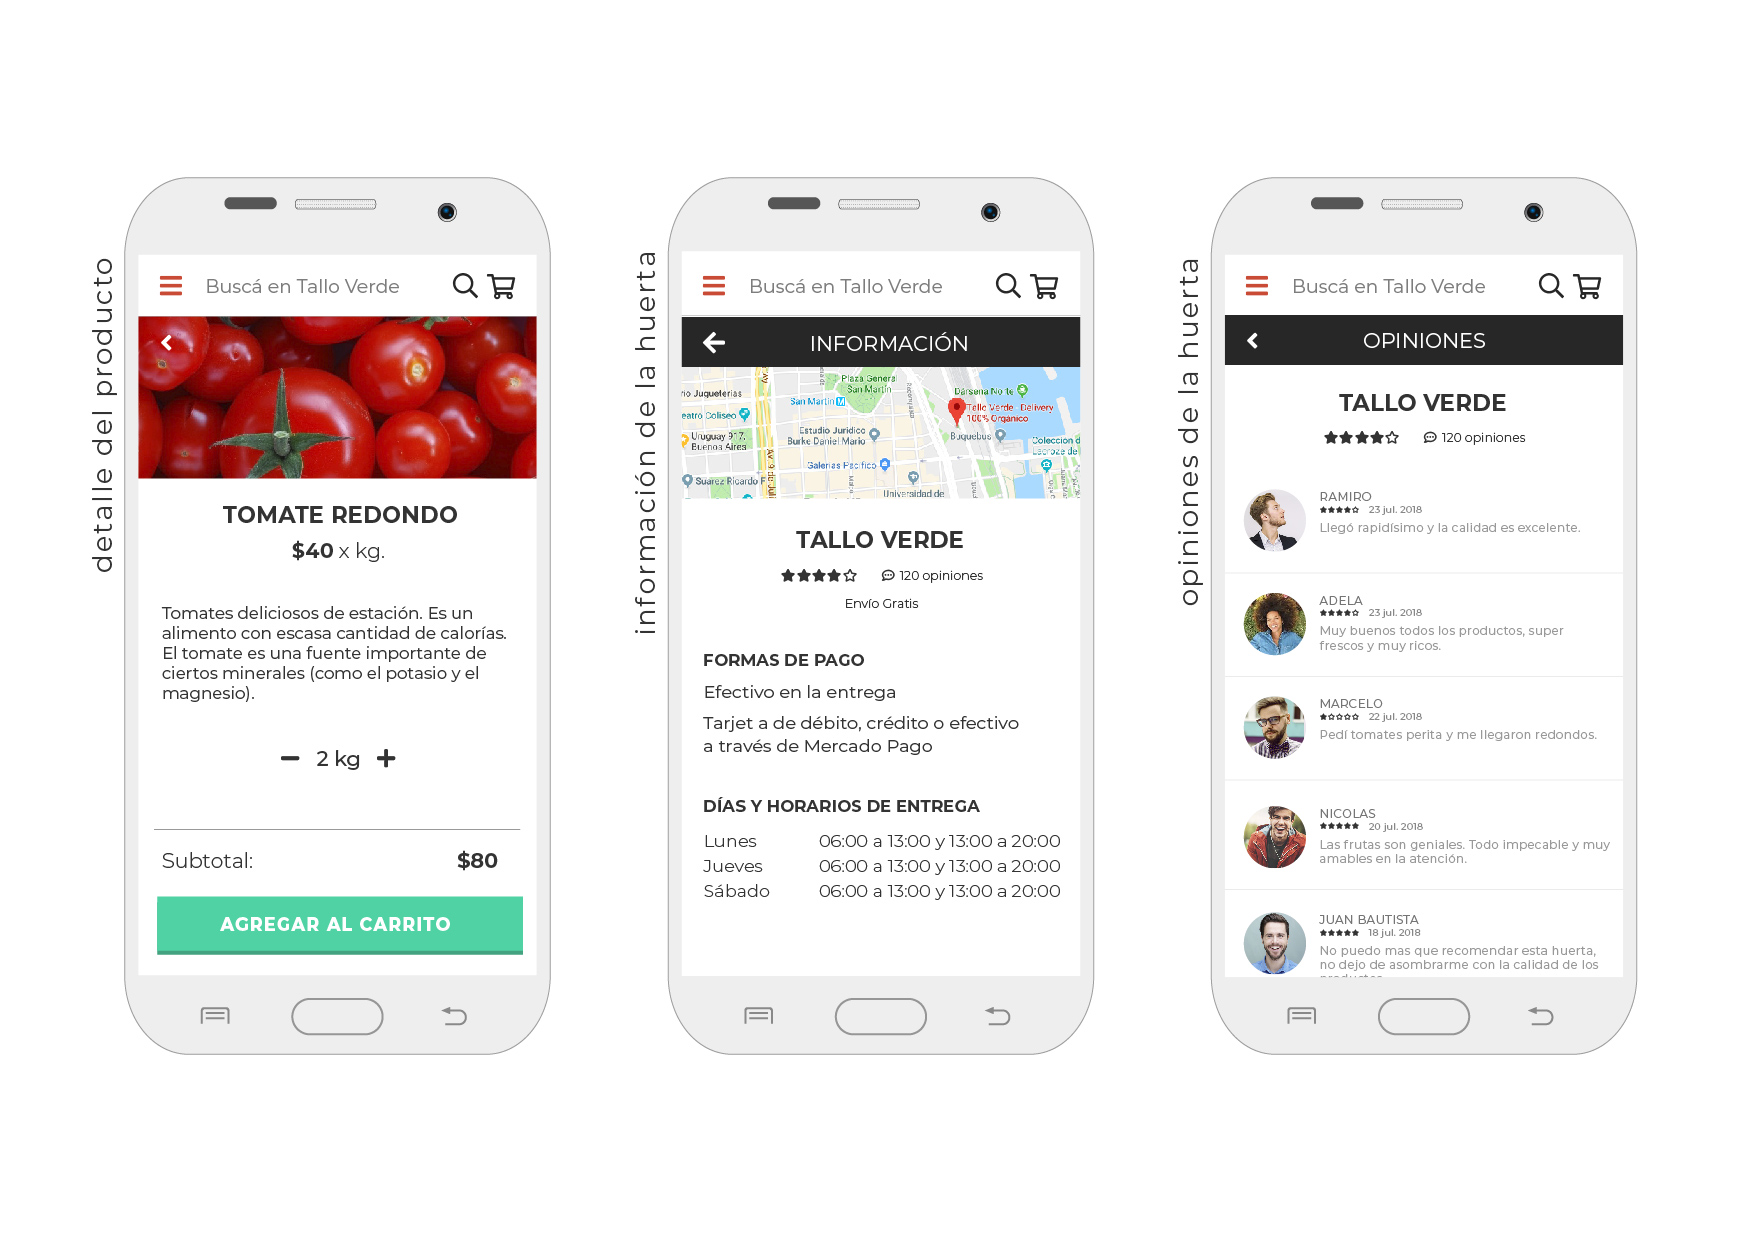 detalle del producto
Buscá en Tallo Verde
TOMATE REDONDO
$40 x kg.
Tomates deliciosos de estación. Es un
alimento con escasa cantidad de calorías.
El tomate es una fuente importante de
ciertos minerales (como el potasio y el
magnesio).
2 kg
Subtotal: $80
AGREGAR AL CARRITO
información de la huerta
Buscá en Tallo Verde
INFORMACIÓN
Plaza General
San Martín
Dársena Norte
rio Jugueterias
San Martín M
Tallo Verde - Delivery
100% Orgánico
eatro Coliseo
Uruguay 917,
Buenos Aires
Estudio Juridico
Burke Daniel Mario
Buquebus
Coleccion d
Lacroze de
Galerias Pacifico
Av 9 de Juli
Suarez Ricardo F
Universidad de
TALLO VERDE
120 opiniones
Envío Gratis
FORMAS DE PAGO
Efectivo en la entrega
Tarjet a de débito, crédito o efectivo
a través de Mercado Pago
DÍAS Y HORARIOS DE ENTREGA
Lunes 06:00 a 13:00 y 13:00 a 20:00
Jueves 06:00 a 13:00 y 13:00 a 20:00
Sábado 06:00 a 13:00 y 13:00 a 20:00
opiniones de la huerta
Buscá en Tallo Verde
OPINIONES
TALLO VERDE
120 opiniones
RAMIRO
23 jul. 2018
Llegó rapidísimo y la calidad es excelente.
ADELA
23 jul. 2018
Muy buenos todos los productos, super
frescos y muy ricos.
MARCELO
22 jul. 2018
Pedí tomates perita y me llegaron redondos.
NICOLAS
20 jul. 2018
Las frutas son geniales. Todo impecable y muy
amables en la atención.
JUAN BAUTISTA
18 jul. 2018
No puedo mas que recomendar esta huerta,
no dejo de asombrarme con la calidad de los